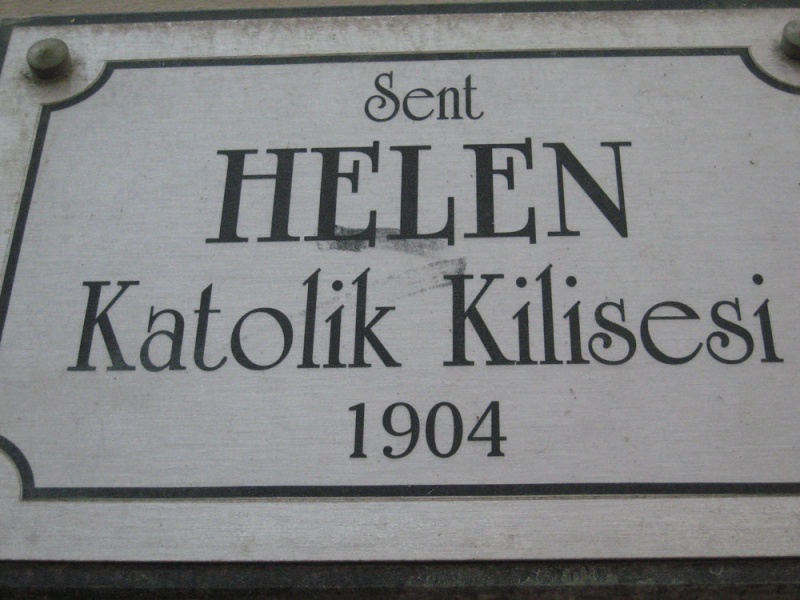 Sent
HELEN
Katolik Kilisesi
1904